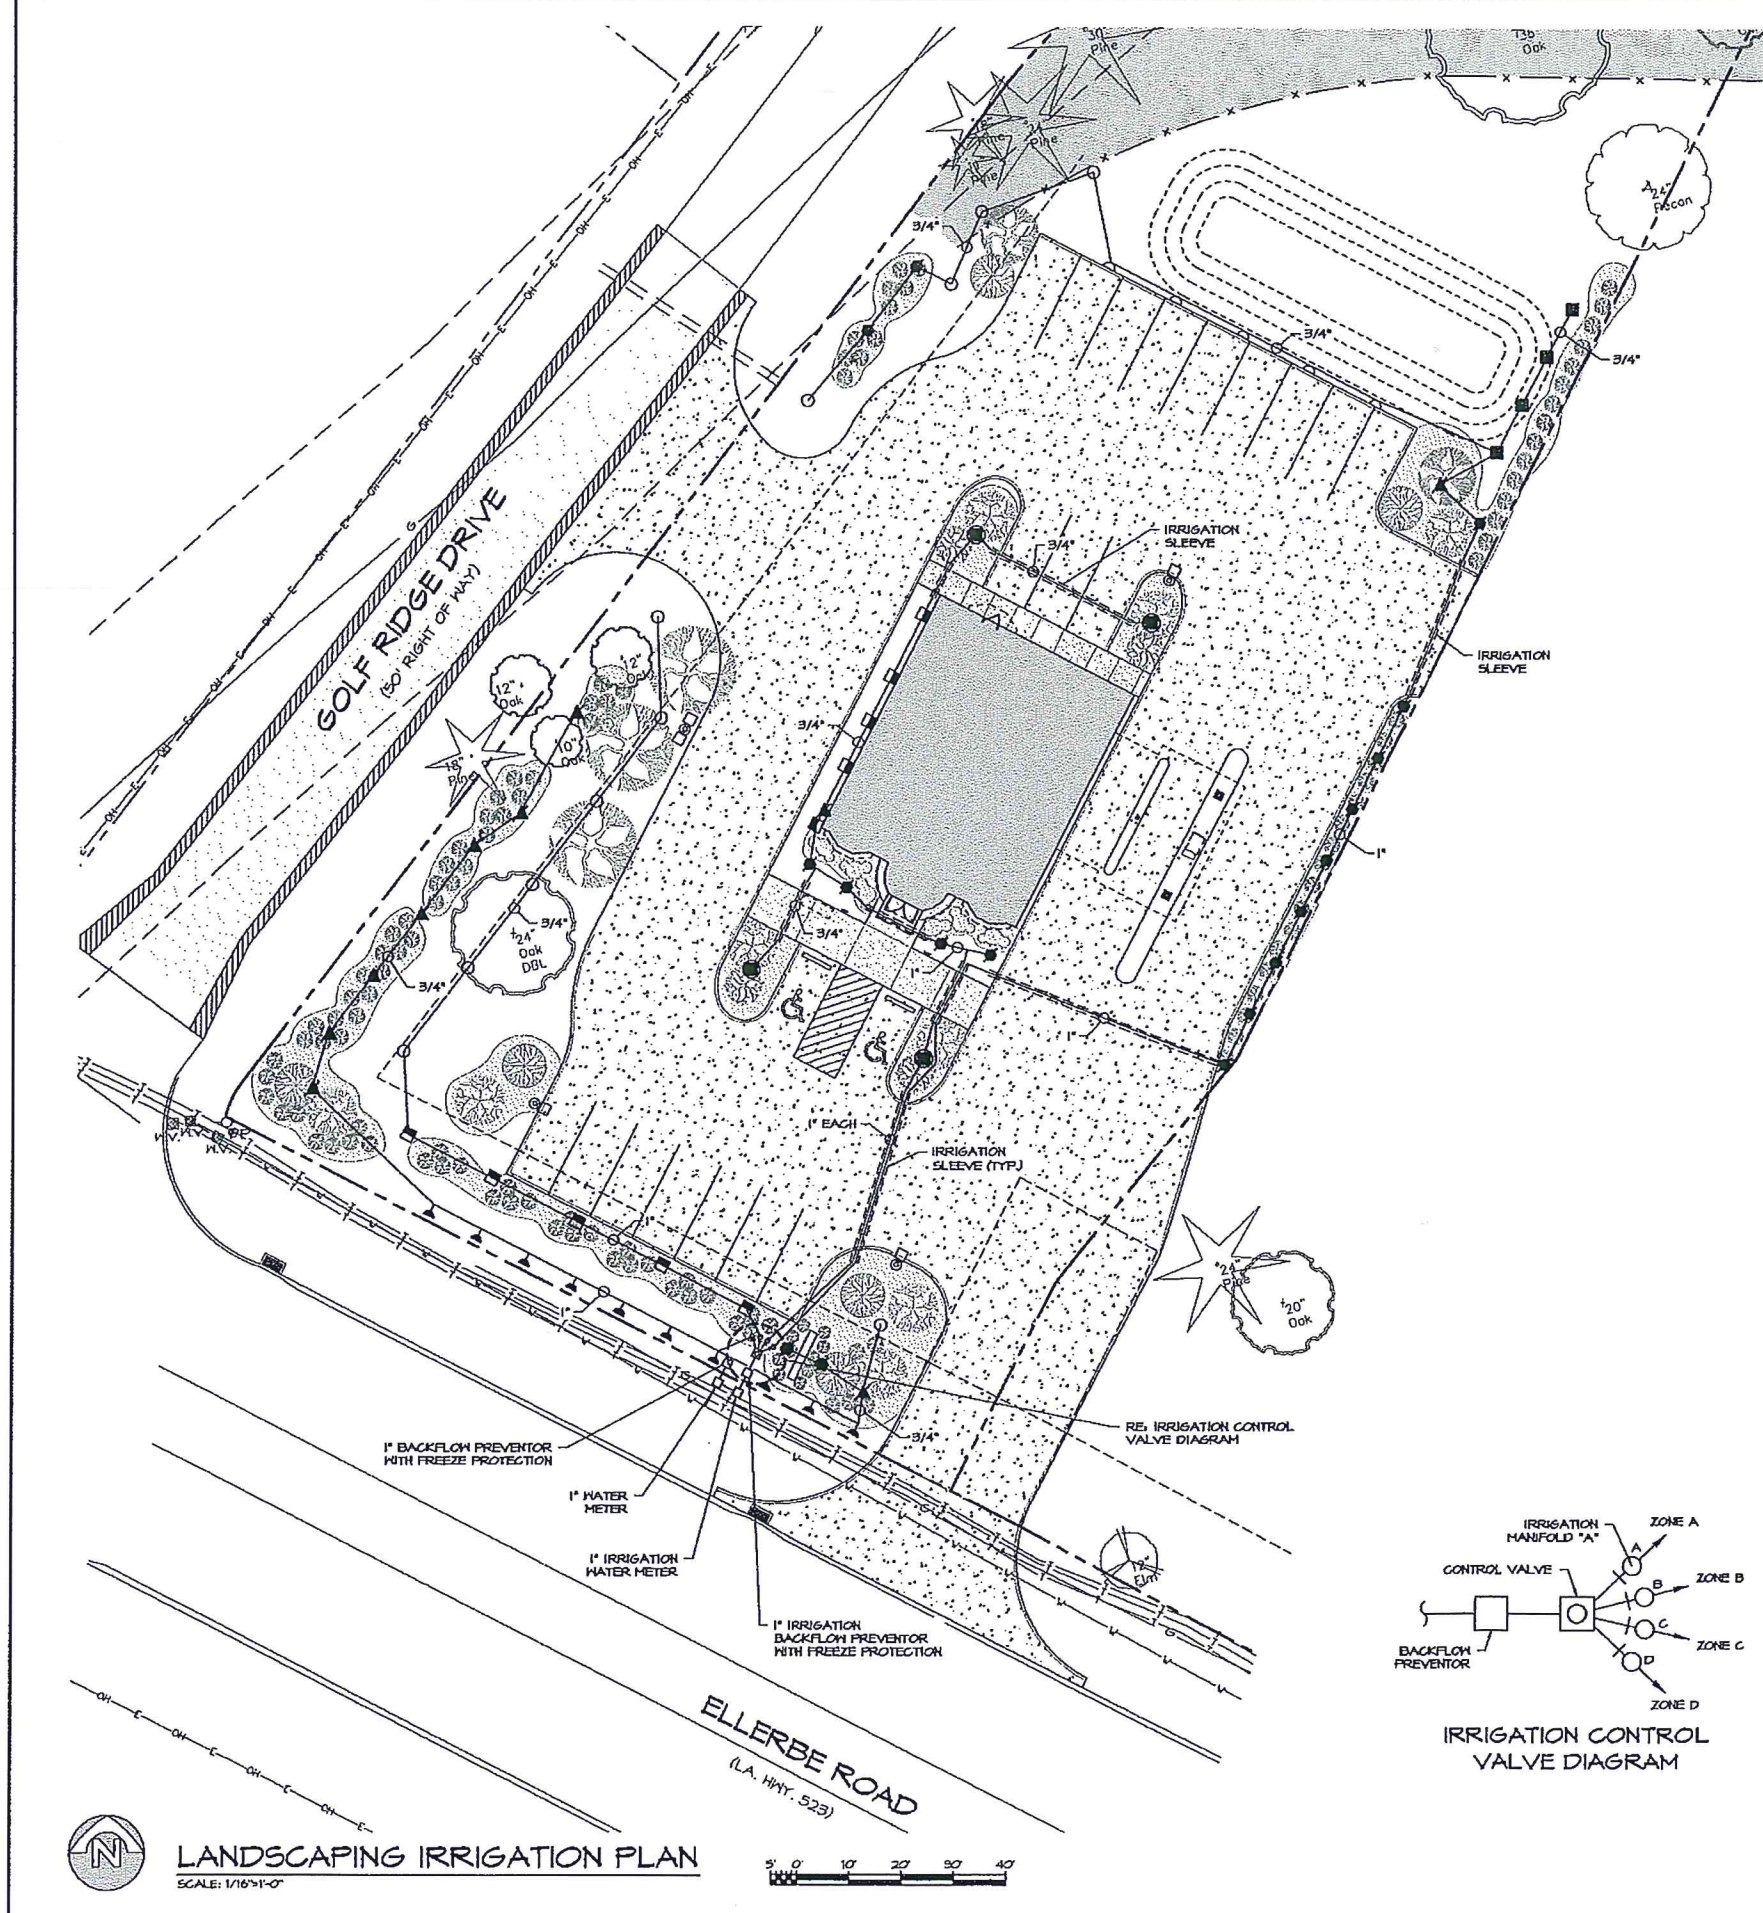 30"
Pine
36"
Oak
24"
Pine
Pine
24"
Pecan
3/4"
3/4"
3/4"
GOLF RIDGE DRIVE
(50' RIGHT OF WAY)
IRRIGATION
SLEEVE
3/4"
IRRIGATION
SLEEVE
12"
12"
Oak
10"
Oak
18"
Pine
3/4"
1"
3/4"
24"
Oak
DBL
3/4"
3/4"
1"
1"
1" EACH
IRRIGATION
SLEEVE (TYP.)
W.V.
W.V.
W.V.
1"
1"
24"
Pine
20"
Oak
3/4"
RE: IRRIGATION CONTROL
VALVE DIAGRAM
1" BACKFLOW PREVENTOR
WITH FREEZE PROTECTION
1" WATER
METER
1" IRRIGATION
WATER METER
1" IRRIGATION
BACKFLOW PREVENTOR
WITH FREEZE PROTECTION
12"
Elm
IRRIGATION
MANIFOLD "A"
ZONE A
A
CONTROL VALVE
B
ZONE B
C
ZONE C
BACKFLOW
PREVENTOR
D
ZONE D
IRRIGATION CONTROL
VALVE DIAGRAM
ELLERBE ROAD
(L.A. HWY. 523)
N
LANDSCAPING IRRIGATION PLAN
SCALE: 1/16"=1'-0"
5' 0' 10' 20' 30' 40'